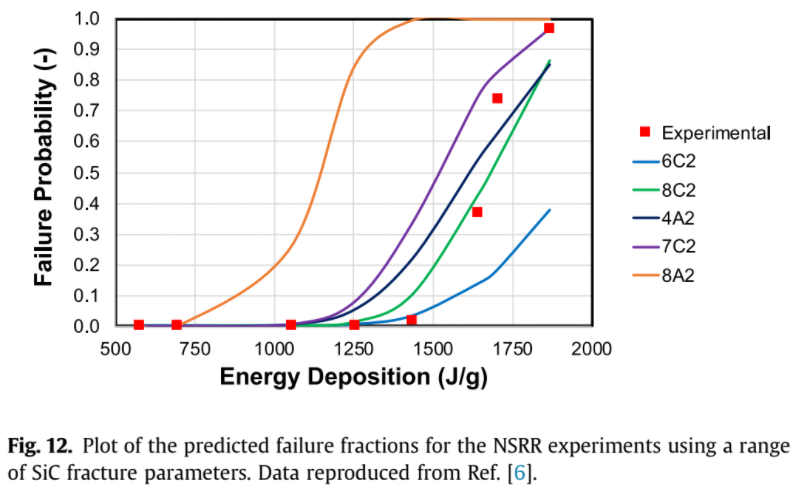 1.0
0.9
0.8
0.7
0.6
0.5
0.4
0.3
0.2
0.1
0.0
Failure Probability (-)
500 750 1000 1250 1500 1750 2000
Energy Deposition (J/g)
Experimental
6C2
8C2
4A2
7C2
8A2
Fig. 12. Plot of the predicted failure fractions for the NSRR experiments using a range
of SiC fracture parameters. Data reproduced from Ref. [6].